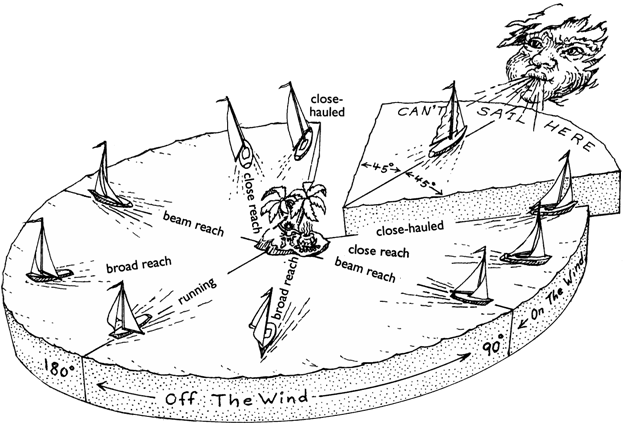 CAN'T SAIL HERE
close-
hauled
45° 45°
close reach
beam reach
close-hauled
close reach
beam reach
broad reach
running
broad reach
On The Wind
90°
180°
Off The Wind